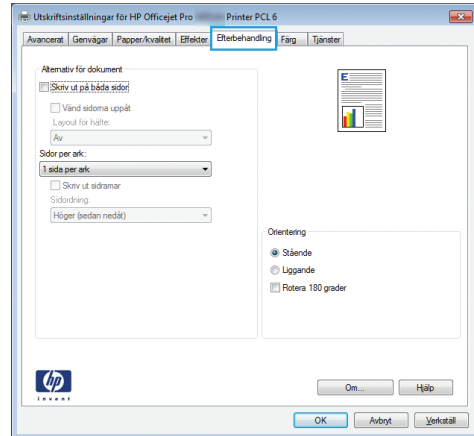 Utskriftsinställningar för HP Officejet Pro Printer PCL 6
Avancerat Genvägar Papper/kvalitet Effekter Efterbehandling Färg Tjänster
Alternativ för dokument
Skriv ut på båda sidor
Vänd sidorna uppåt
Layout för häfte:
Av
Sidor per ark:
1 sida per ark
Skriv ut sidramar
Sidordning:
Höger (sedan nedåt)
E
Orientering
Stående
Liggande
Rotera 180 grader
hp
invent
Om... Hjälp
OK Avbryt Verkställ